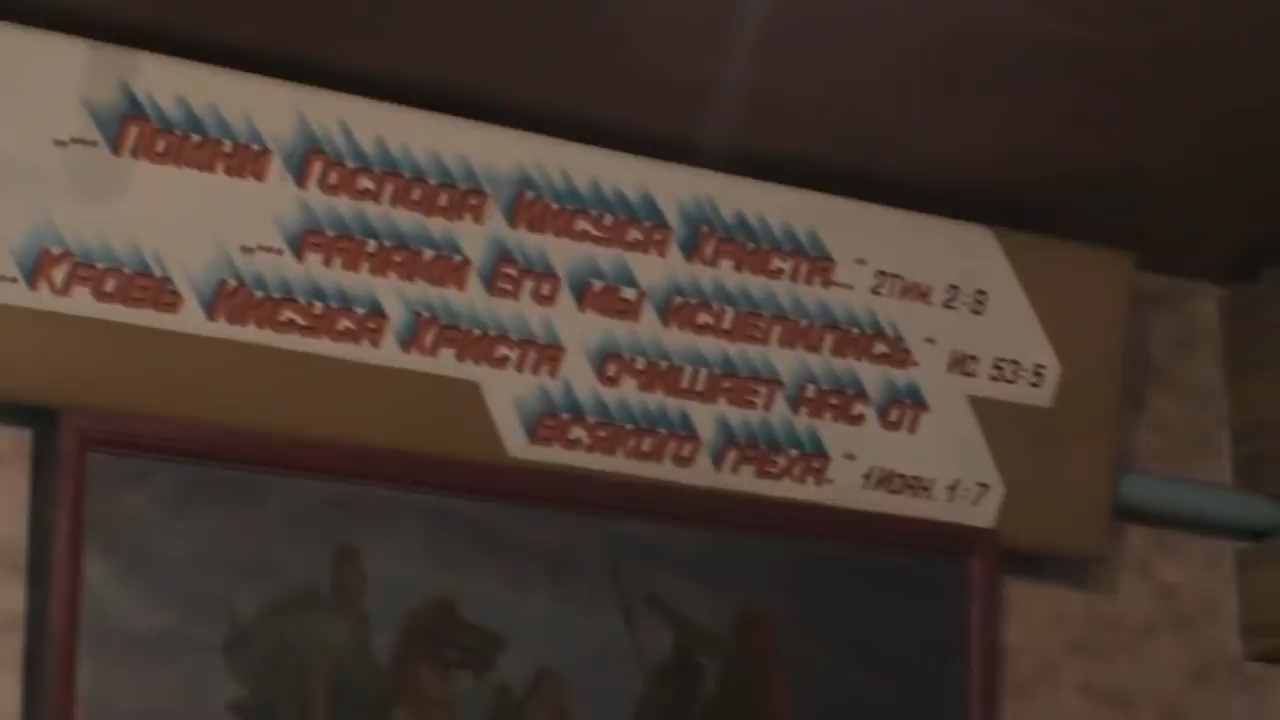 „... Помни Господа Иисуса Христа..." 2Тим. 2:8
„... ранами Его мы исцелились." Ис. 53:5
... Кровь Иисуса Христа очищает нас от
всякого греха." 1Иоан. 1:7